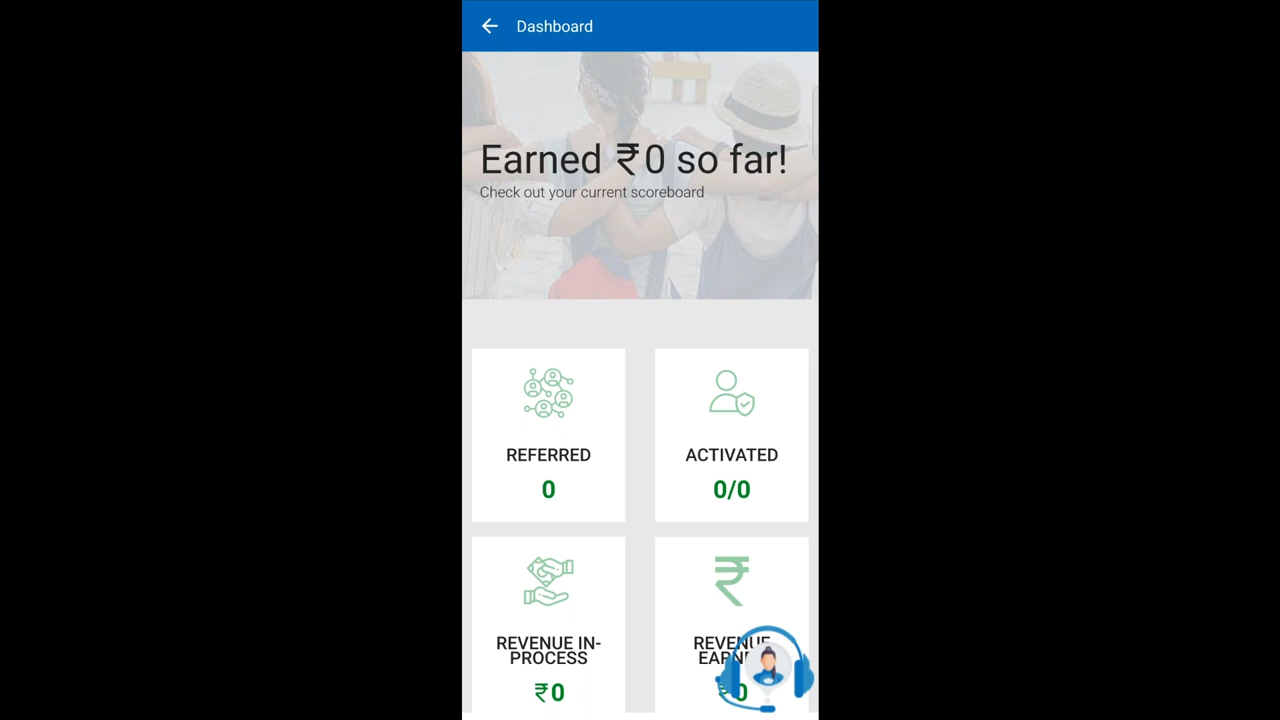 Dashboard
Earned ₹0 so far!
Check out your current scoreboard
REFERRED
0
ACTIVATED
0/0
REVENUE IN-
PROCESS
₹0
REVENUE
0